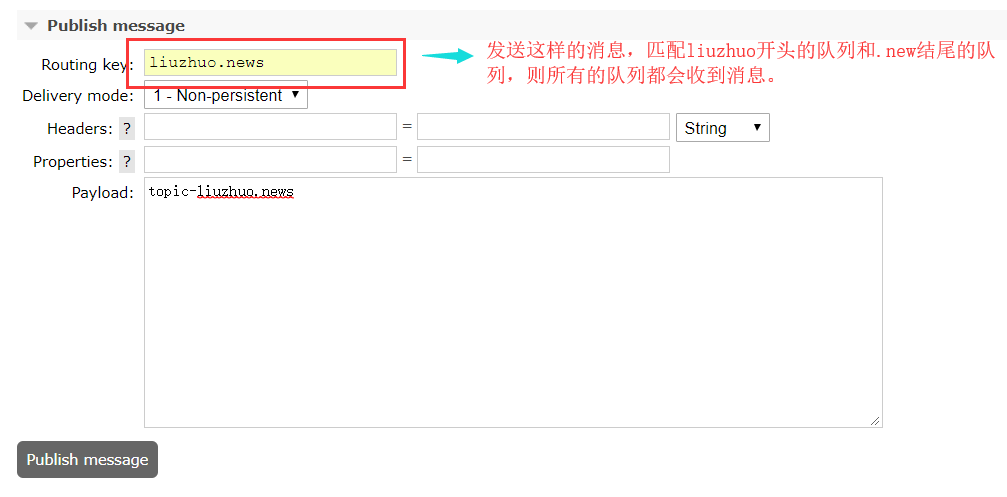 Publish message
Routing key: liuzhuo.news
发送这样的消息，匹配liuzhuo开头的队列和.new结尾的队
列，则所有的队列都会收到消息。
Delivery mode: 1 - Non-persistent
Headers: ? = String
Properties: ? =
Payload: topic-liuzhuo.news
Publish message